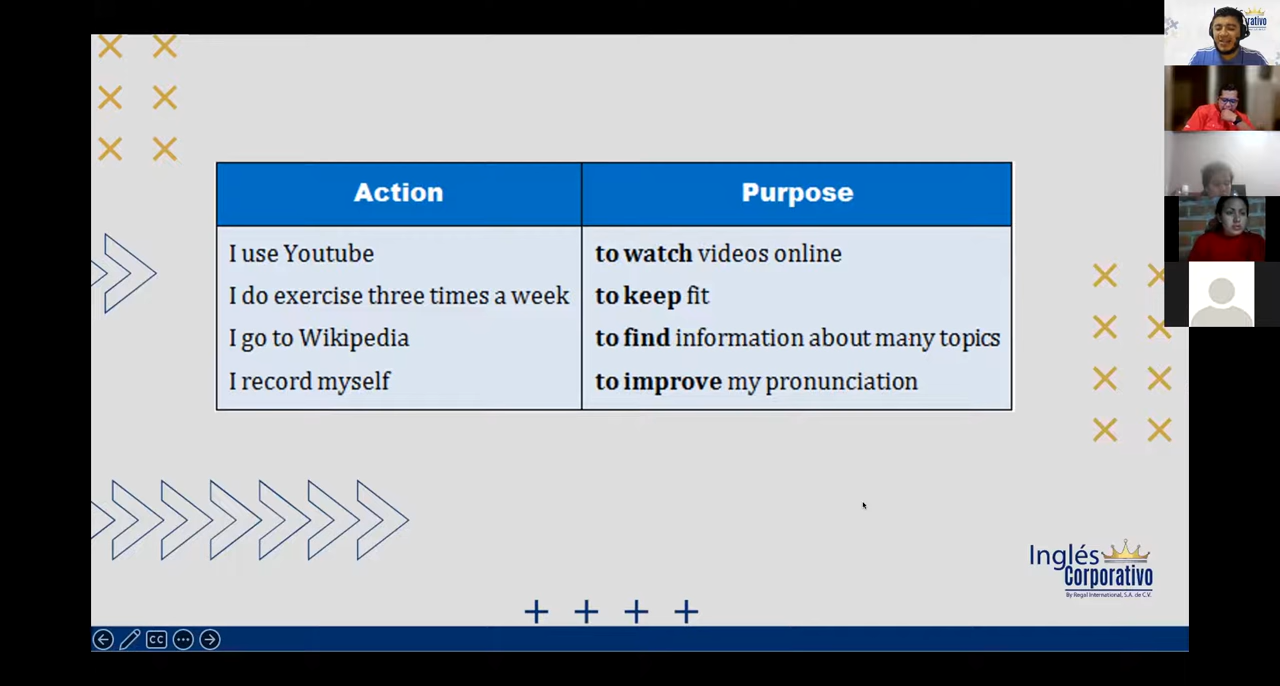 Action
Purpose
I use Youtube
to watch videos online
I do exercise three times a week
to keep fit
I go to Wikipedia
to find information about many topics
I record myself
to improve my pronunciation
Inglés
Corporativo
By Regal International, S.A. de C.V.
CC